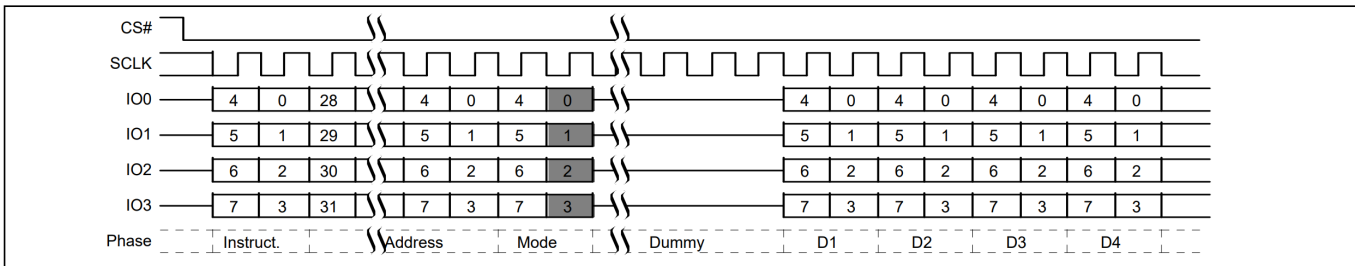 CS#
SCLK
IO0 4 0 28 4 0 4 0 4 0 4 0 4 0 4 0
IO1 5 1 29 5 1 5 1 5 1 5 1 5 1 5 1
IO2 6 2 30 6 2 6 2 6 2 6 2 6 2 6 2
IO3 7 3 31 7 3 7 3 7 3 7 3 7 3 7 3
Phase Instruct. Address Mode Dummy D1 D2 D3 D4